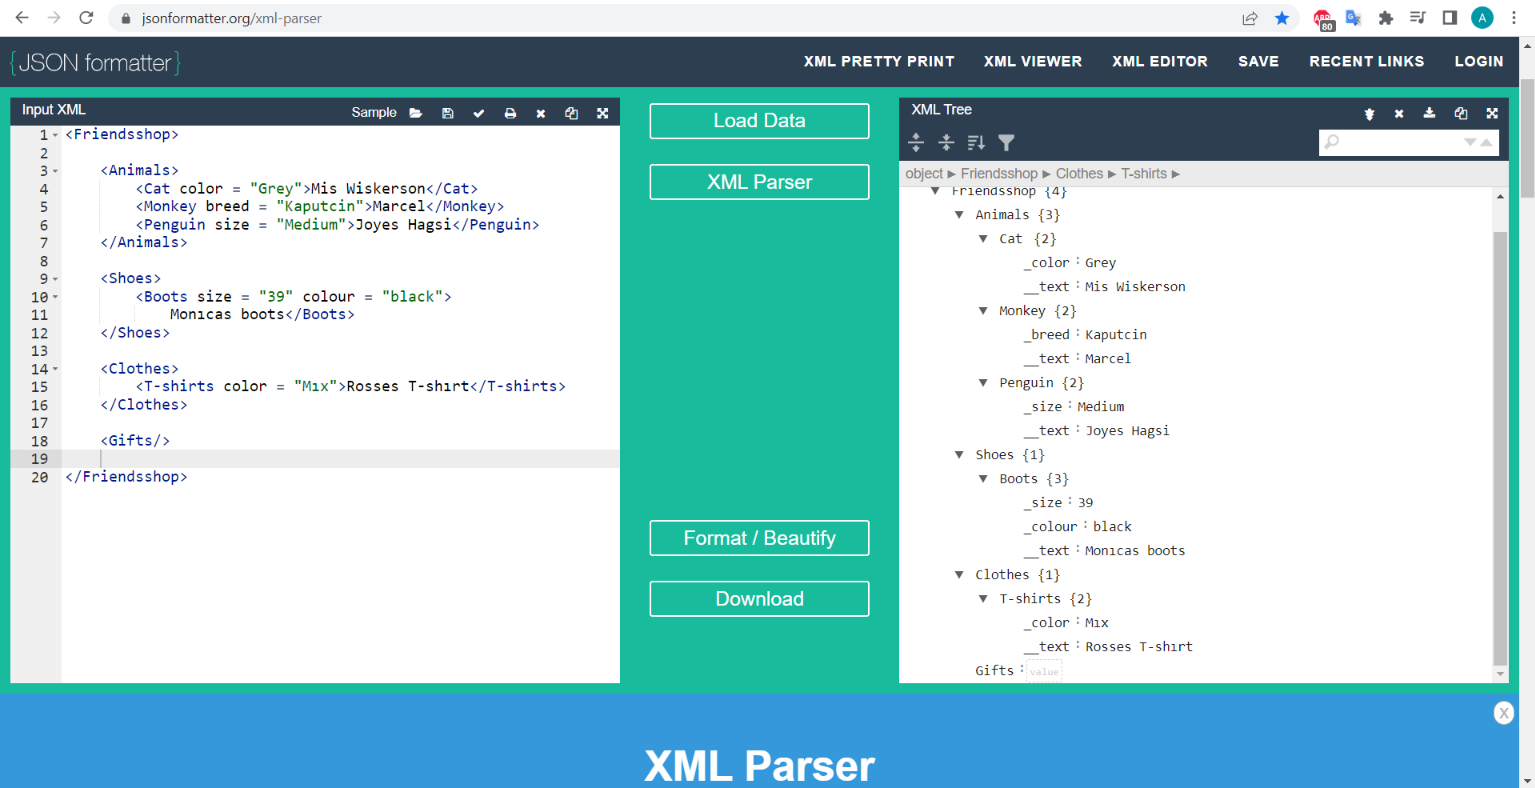 jsonformatter.org/xml-parser
ABP
80
G
A
{JSON formatter}
XML PRETTY PRINT XML VIEWER XML EDITOR SAVE RECENT LINKS LOGIN
Input XML
Sample
1 <Friendsshop>
2
3 <Animals>
4 <Cat color = "Grey">Mis Wiskerson</Cat>
5 <Monkey breed = "Kaputcin">Marcel</Monkey>
6 <Penguin size = "Medium">Joyes Hagsi</Penguin>
7 </Animals>
8
9 <Shoes>
10 <Boots size = "39" colour = "black">
11 Monıcas boots</Boots>
12 </Shoes>
13
14 <Clothes>
15 <T-shirts color = "Mıx">Rosses T-shırt</T-shirts>
16 </Clothes>
17
18 <Gifts/>
19
20 </Friendsshop>
Load Data
XML Parser
Format / Beautify
Download
XML Tree
object ▶ Friendsshop ▶ Clothes ▶ T-shirts ▶
▼ Friendsshop {4}
▼ Animals {3}
▼ Cat {2}
_color : Grey
__text : Mis Wiskerson
▼ Monkey {2}
_breed : Kaputcin
__text : Marcel
▼ Penguin {2}
_size : Medium
__text : Joyes Hagsi
▼ Shoes {1}
▼ Boots {3}
_size : 39
_colour : black
__text : Monıcas boots
▼ Clothes {1}
▼ T-shirts {2}
_color : Mıx
__text : Rosses T-shırt
Gifts : value
X
XML Parser